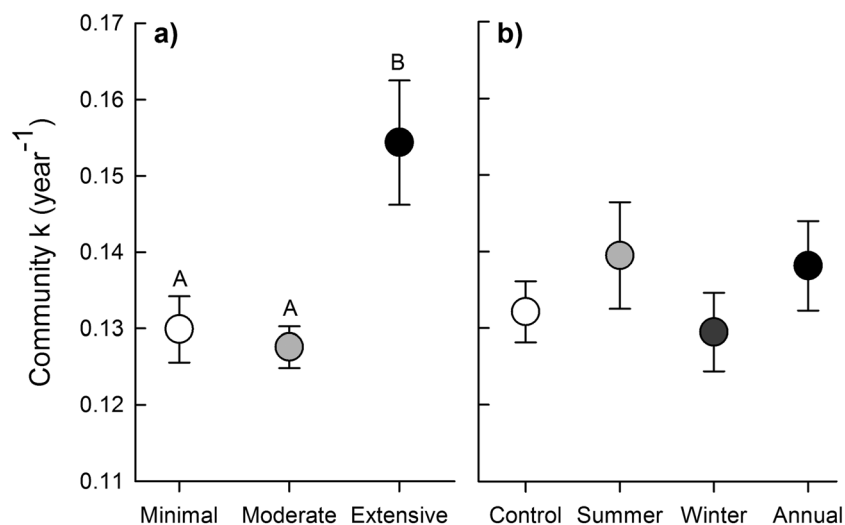 a)
b)
Community k (year-1)
0.17
0.16
0.15
0.14
0.13
0.12
0.11
A
A
B
Minimal Moderate Extensive
Control Summer Winter Annual